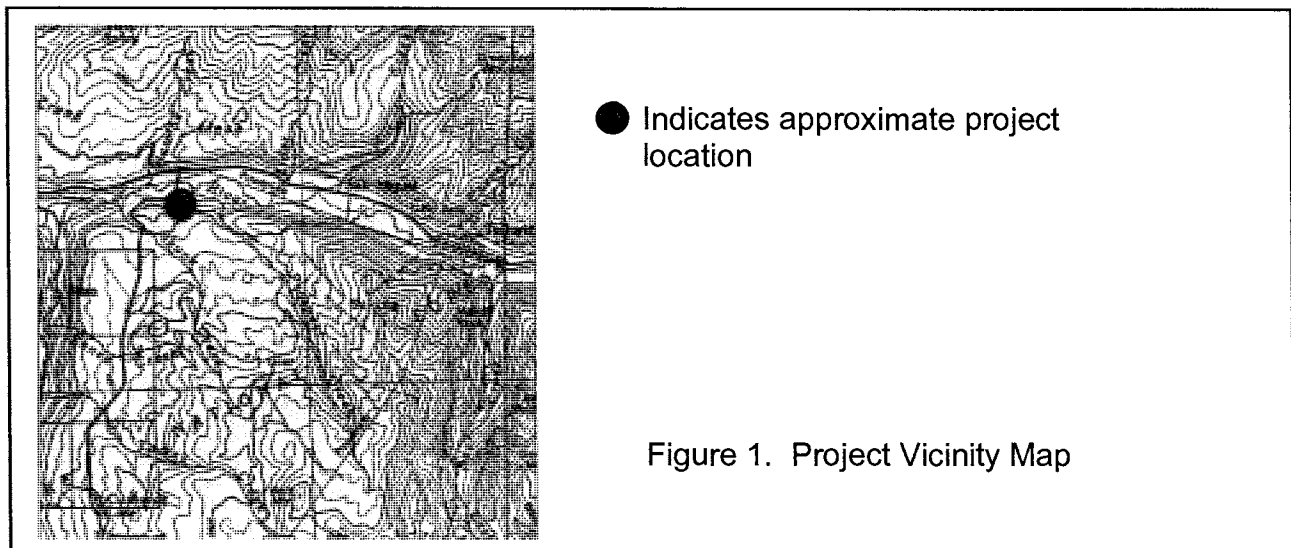 Indicates approximate project
location
Figure 1. Project Vicinity Map